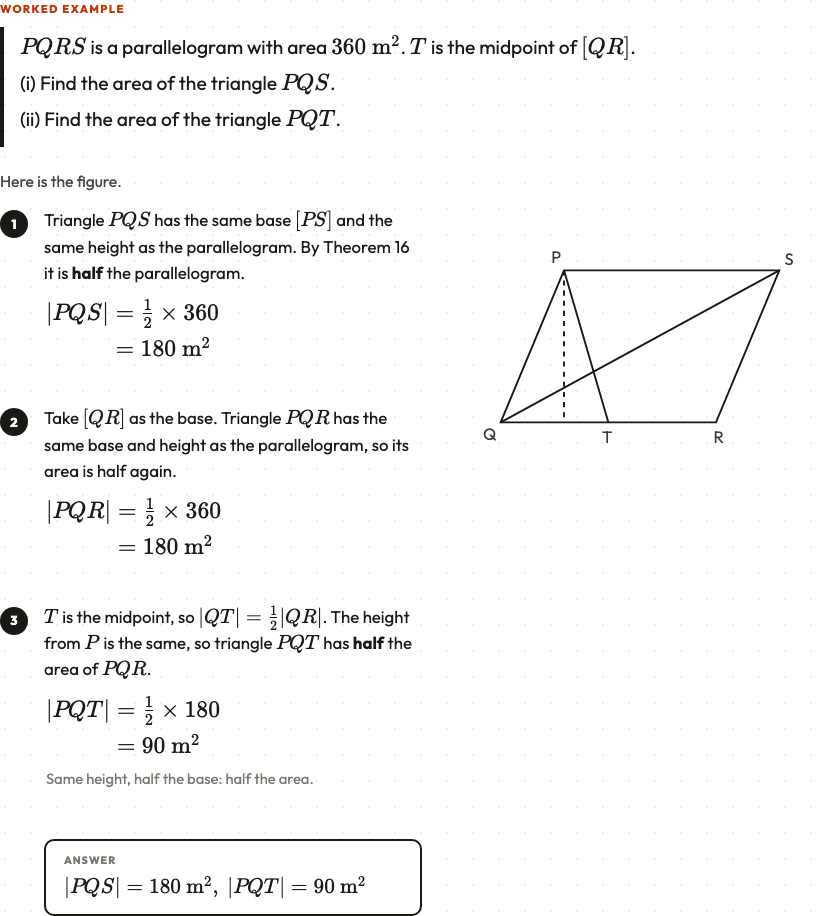 WORKED EXAMPLE
PQRS is a parallelogram with area 360 m². T is the midpoint of [QR].
(i) Find the area of the triangle PQS.
(ii) Find the area of the triangle PQT.
Here is the figure.
1 Triangle PQS has the same base [PS] and the
same height as the parallelogram. By Theorem 16
it is half the parallelogram.
|PQS| = 1/2 × 360
= 180 m²
2 Take [QR] as the base. Triangle PQR has the
same base and height as the parallelogram, so its
area is half again.
|PQR| = 1/2 × 360
= 180 m²
3 T is the midpoint, so |QT| = 1/2|QR|. The height
from P is the same, so triangle PQT has half the
area of PQR.
|PQT| = 1/2 × 180
= 90 m²
Same height, half the base: half the area.
ANSWER
|PQS| = 180 m², |PQT| = 90 m²
P
S
Q
T
R